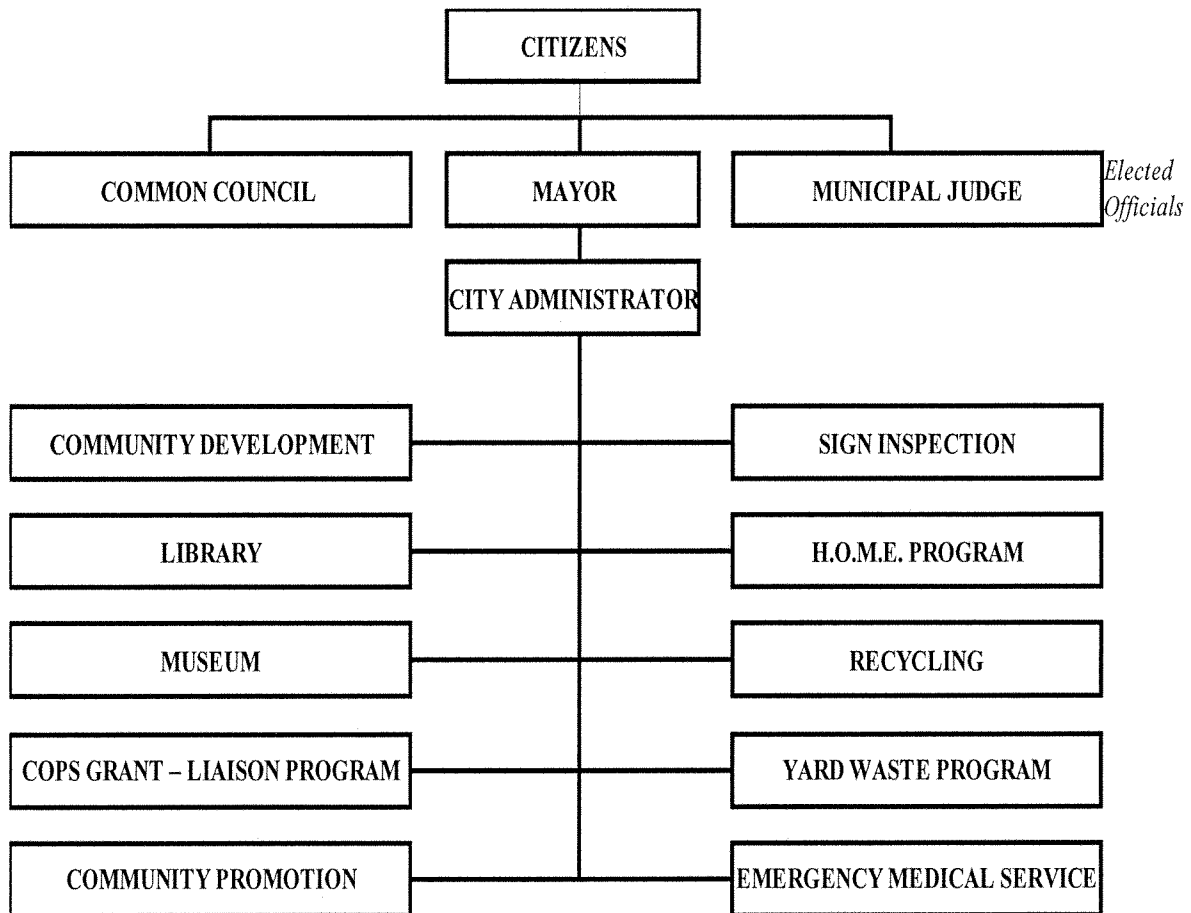 CITIZENS
COMMON COUNCIL
MAYOR
MUNICIPAL JUDGE
Elected
Officials
CITY ADMINISTRATOR
COMMUNITY DEVELOPMENT
SIGN INSPECTION
LIBRARY
H.O.M.E. PROGRAM
MUSEUM
RECYCLING
COPS GRANT – LIAISON PROGRAM
YARD WASTE PROGRAM
COMMUNITY PROMOTION
EMERGENCY MEDICAL SERVICE